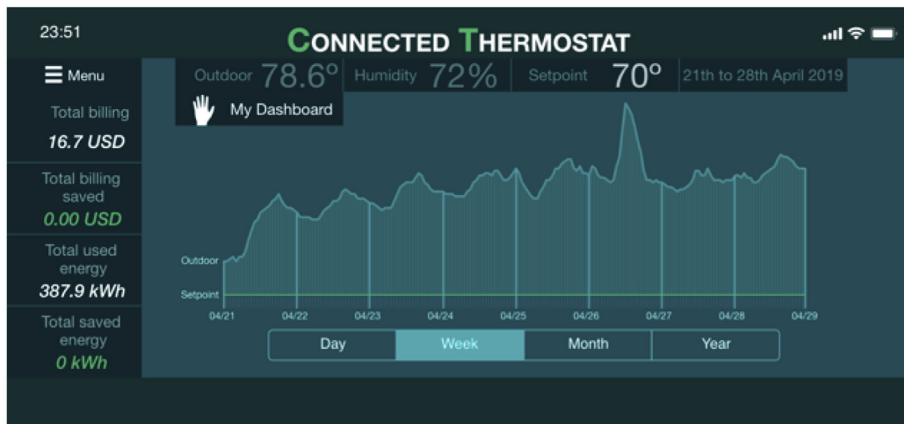 23:51
CONNECTED THERMOSTAT
Menu
Outdoor 78.6º Humidity 72% Setpoint 70º 21th to 28th April 2019
My Dashboard
Total billing
16.7 USD
Total billing
saved
0.00 USD
Total used
energy
387.9 kWh
Total saved
energy
0 kWh
Outdoor
Setpoint
04/21 04/22 04/23 04/24 04/25 04/26 04/27 04/28 04/29
Day Week Month Year